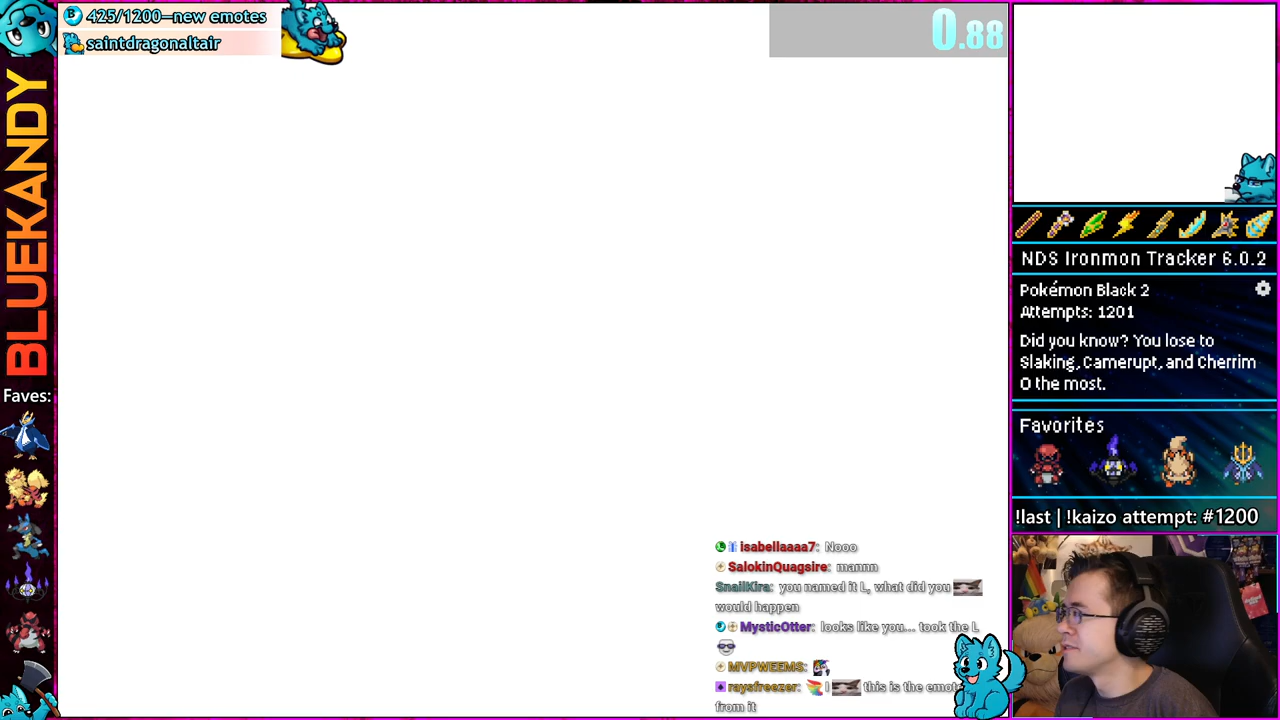 425/1200—new emotes
saintdragonaltair
BLUEKANDY
Faves:
0.88
NDS Ironmon Tracker 6.0.2
Pokémon Black 2
Attempts: 1201
Did you know? You lose to
Slaking, Camerupt, and Cherrim
O the most.
Favorites
!last | !kaizo attempt: #1200
isabellaaaa7: Nooo
SalokinQuagsire: mannn
SnailKira: you named it L, what did you
would happen
MysticOtter: looks like you... took the L
MVPWEEMS:
raysfreezer: I this is the emote
from it